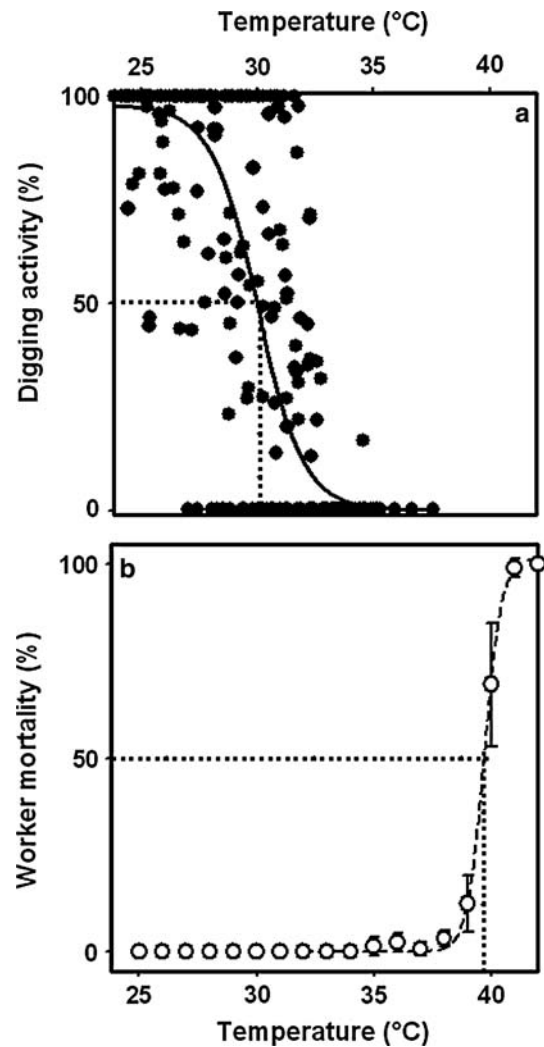 Temperature (°C)
25 30 35 40
a
100
50
0
Digging activity (%)
b
100
50
0
Worker mortality (%)
25 30 35 40
Temperature (°C)